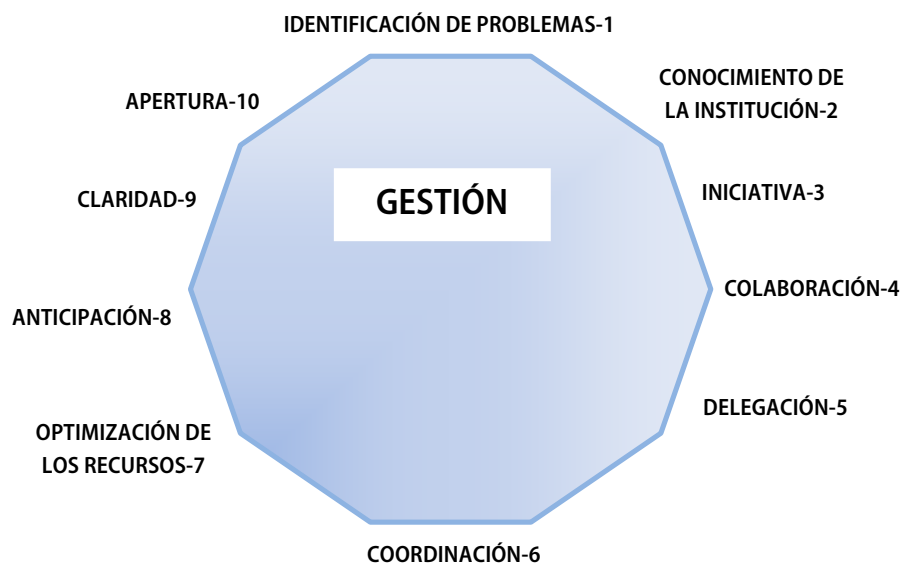 IDENTIFICACIÓN DE PROBLEMAS-1
CONOCIMIENTO DE
LA INSTITUCIÓN-2
INICIATIVA-3
COLABORACIÓN-4
DELEGACIÓN-5
COORDINACIÓN-6
OPTIMIZACIÓN DE
LOS RECURSOS-7
ANTICIPACIÓN-8
CLARIDAD-9
APERTURA-10
GESTIÓN